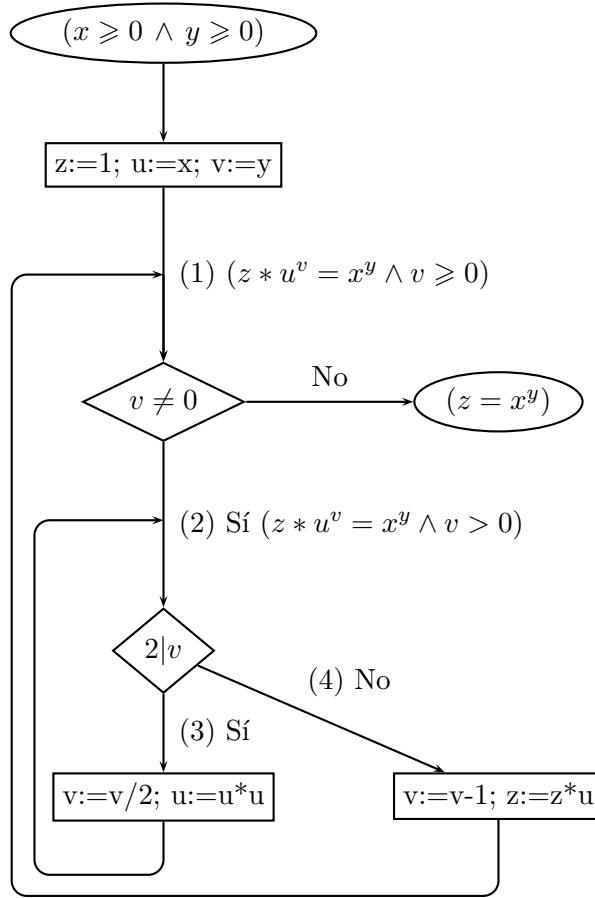 (x ⩾ 0 ∧ y ⩾ 0)
z:=1; u:=x; v:=y
(1) (z ∗ u^v = x^y ∧ v ⩾ 0)
v ≠ 0
No
(z = x^y)
(2) Sí (z ∗ u^v = x^y ∧ v > 0)
2|v
(4) No
(3) Sí
v:=v/2; u:=u*u
v:=v-1; z:=z*u